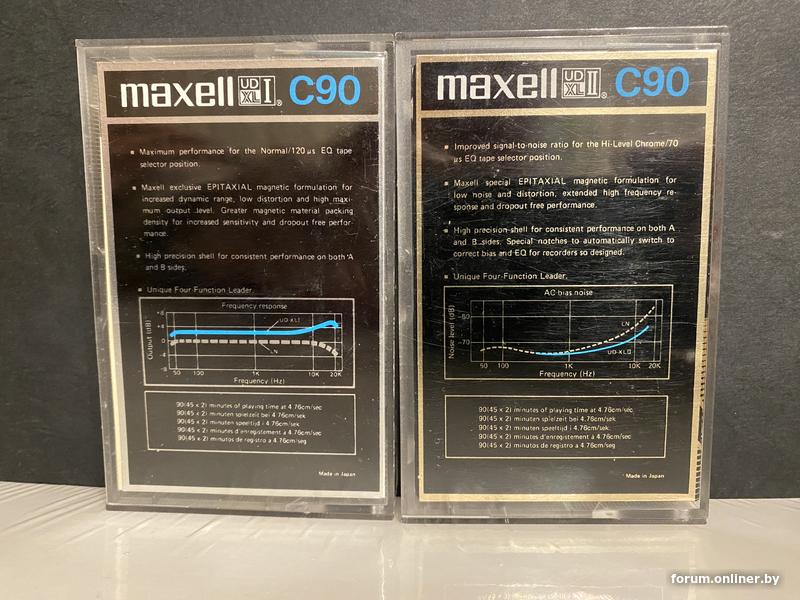 maxell UD XL I ® C90
Maximum performance for the Normal/120 µs EQ tape
selector position.
Maxell exclusive EPITAXIAL magnetic formulation for
increased dynamic range, low distortion and high maxi-
mum output level. Greater magnetic material packing
density for increased sensitivity and dropout free perfor-
mance.
High precision shell for consistent performance on both A
and B sides.
Unique Four-Function Leader.
Frequency response
Output (dB)
+8
+4
0
-4
-8
UD-XLI
LN
50 100 1K 10K 20K
Frequency (Hz)
90(45 x 2) minutes of playing time at 4.76cm/sec
90(45 x 2) minuten spielzeit bei 4.76cm/sek
90(45 x 2) minuten speeltijd i 4.76cm/sek
90(45 x 2) minutes d'enregistement a 4.76cm/sec
90(45 x 2) minutos de registro a 4.76cm/seg
Made in Japan
maxell UD XL II ® C90
Improved signal-to-noise ratio for the Hi-Level Chrome/70
µs EQ tape selector position.
Maxell special EPITAXIAL magnetic formulation for
low noise and distortion, extended high frequency re-
sponse and dropout free performance.
High precision-shell for consistent performance on both A
and B sides. Special notches to automatically switch to
correct bias and EQ for recorders so designed.
Unique Four-Function Leader.
AC bias noise
Noise level (dB)
-60
-70
LN
UD-XLII
50 100 1K 10K 20K
Frequency (Hz)
90(45 x 2) minutes of playing time at 4.76cm/sec
90(45 x 2) minuten spielzeit bei 4.76cm/sek
90(45 x 2) minuten speeltijd i 4.76cm/sek
90(45 x 2) minutes d'enregistement a 4.76cm/sec
90(45 x 2) minutos de registro a 4.76cm/seg
Made in Japan
forum.onliner.by